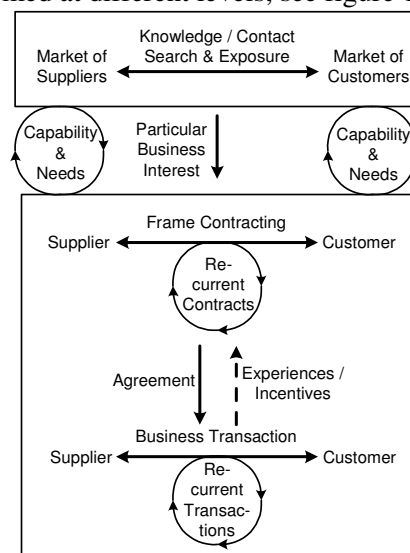 med at different levels, see figure
Knowledge / Contact
Market of Search & Exposure Market of
Suppliers Customers
Capability Particular Capability
& Business &
Needs Interest Needs
Frame Contracting
Supplier Customer
Re-
current
Contracts
Agreement Experiences /
Incentives
Business Transaction
Supplier Customer
Re-
current
Transac-
tions